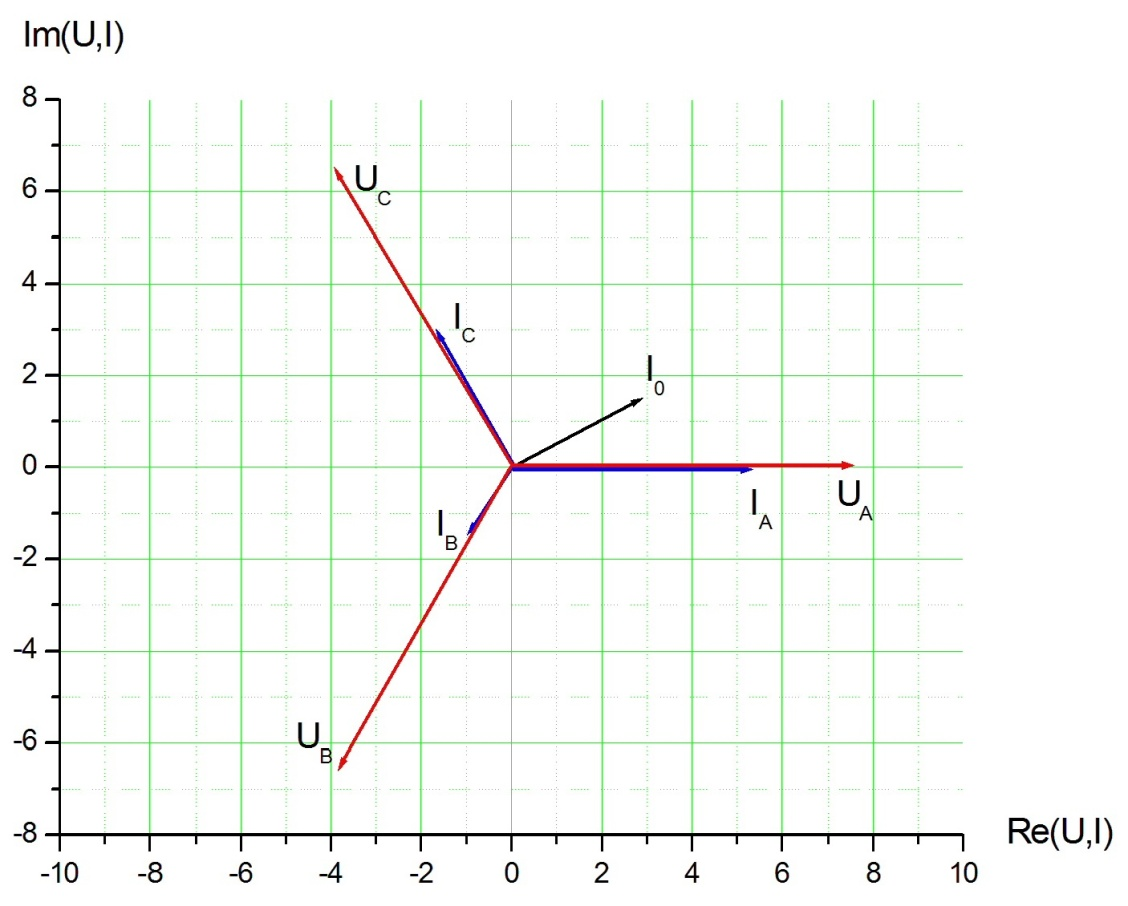 Im(U,I)
8
6
4
2
0
-2
-4
-6
-8
U_C
I_C
I_0
I_A
U_A
I_B
U_B
-10 -8 -6 -4 -2 0 2 4 6 8 10
Re(U,I)